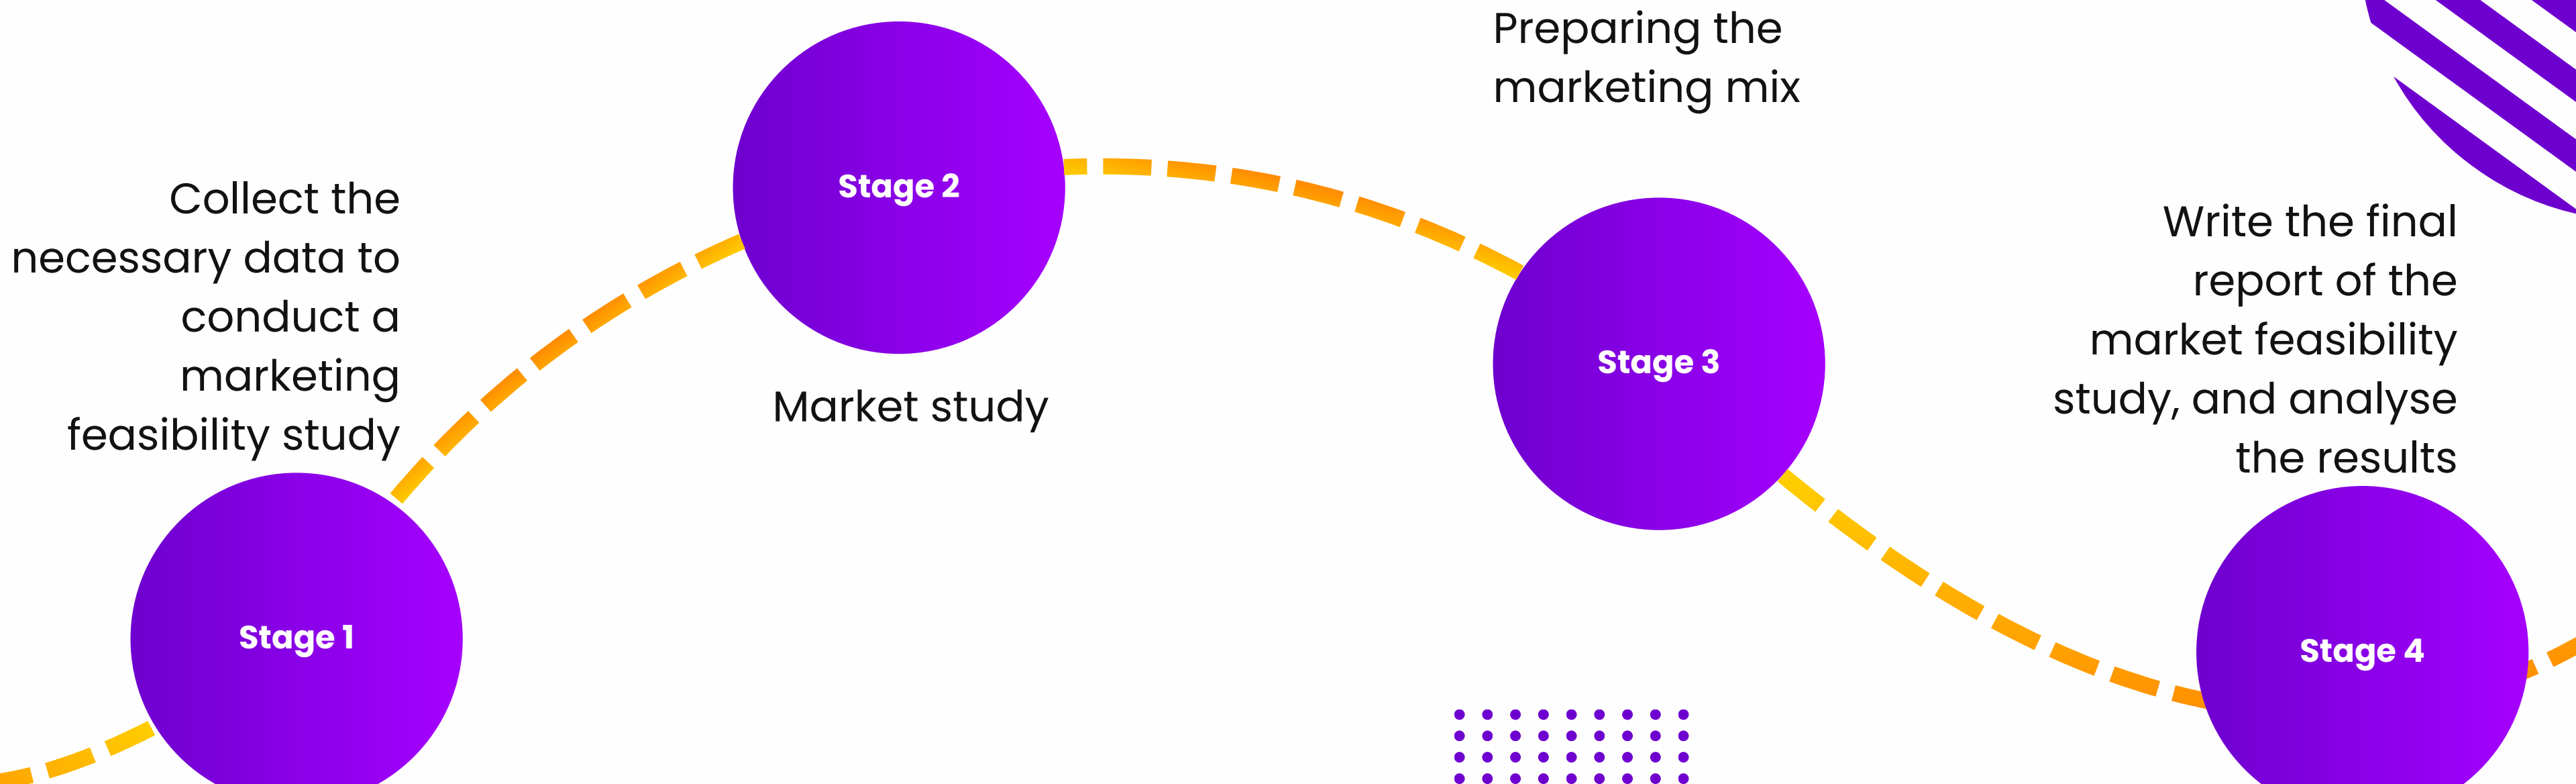 Collect the
necessary data to
conduct a
marketing
feasibility study
Stage 1
Stage 2
Market study
Preparing the
marketing mix
Stage 3
Write the final
report of the
market feasibility
study, and analyse
the results
Stage 4